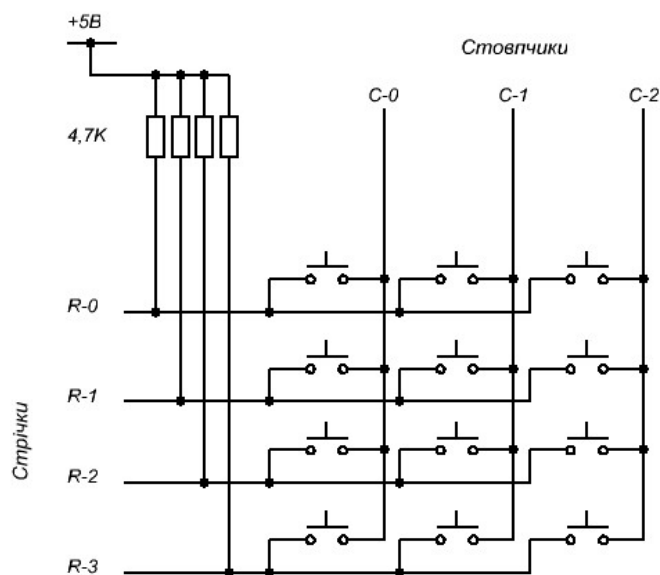 +5В
Стовпчики
C-0
C-1
C-2
4,7K
R-0
R-1
R-2
R-3
Стрічки